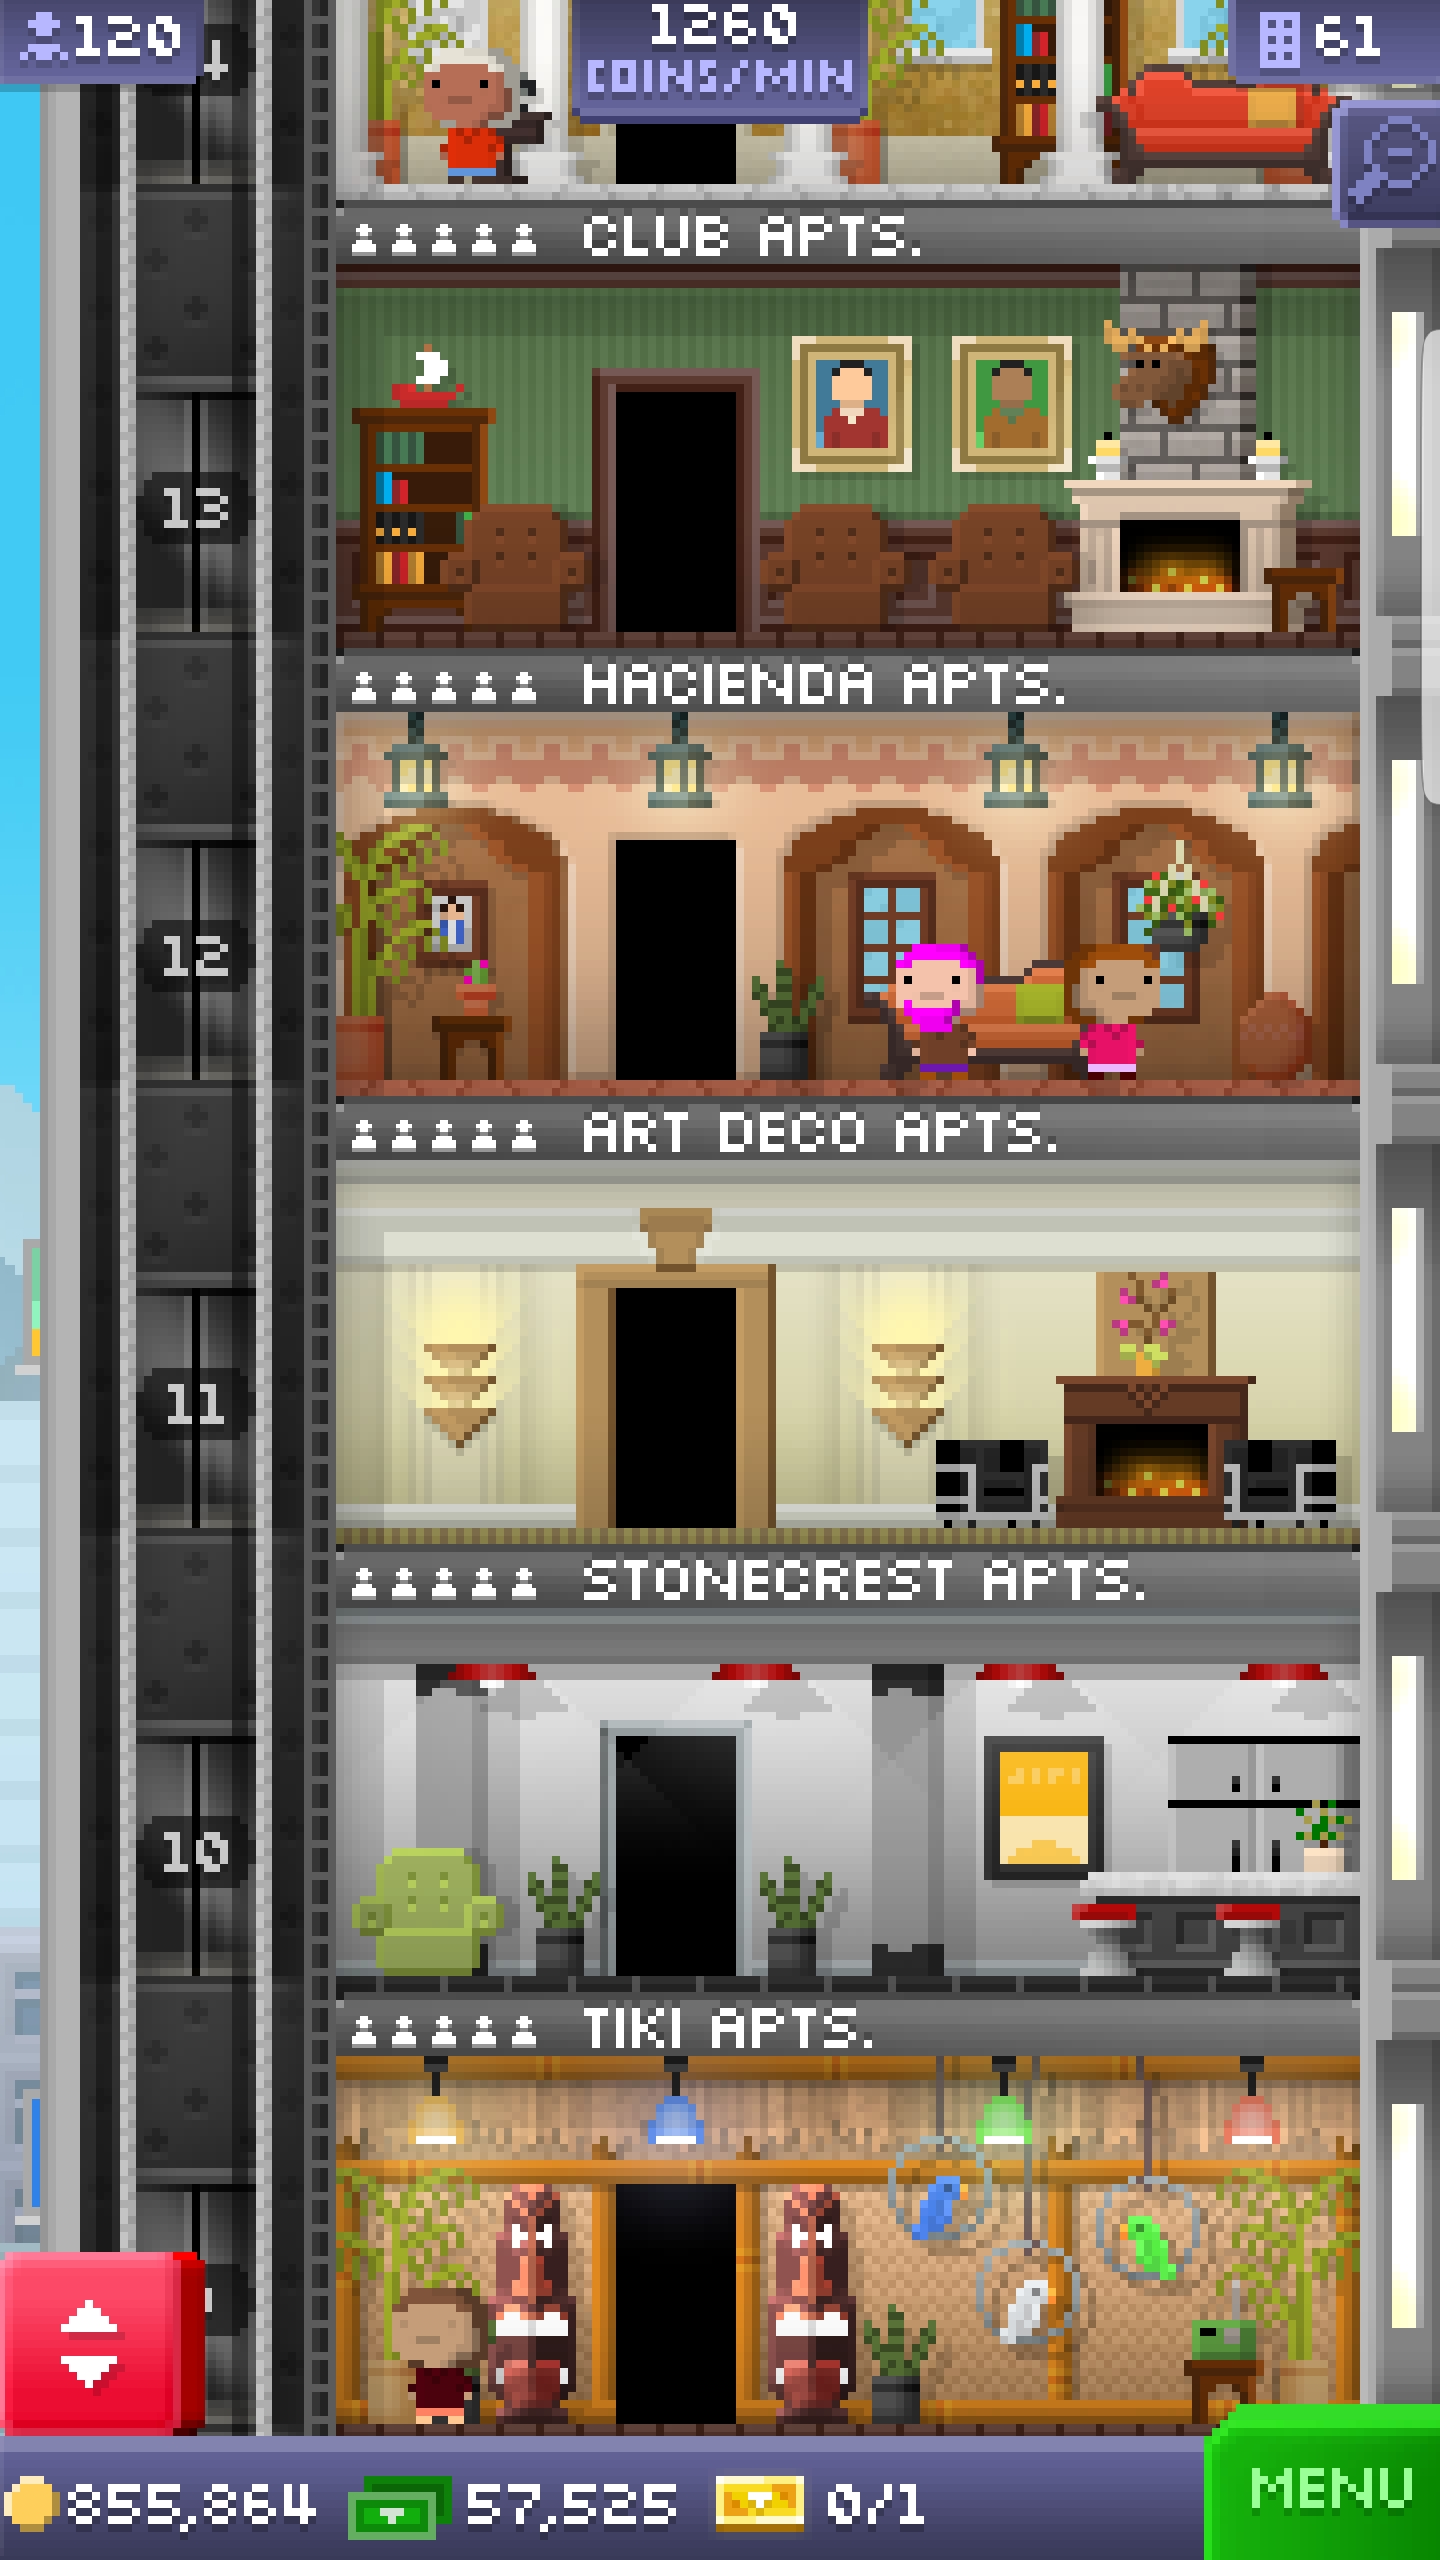 120
1260
COINS/MIN
61
CLUB APTS.
13
HACIENDA APTS.
12
ART DECO APTS.
11
STONECREST APTS.
10
TIKI APTS.
855,864
57,525
0/1
MENU